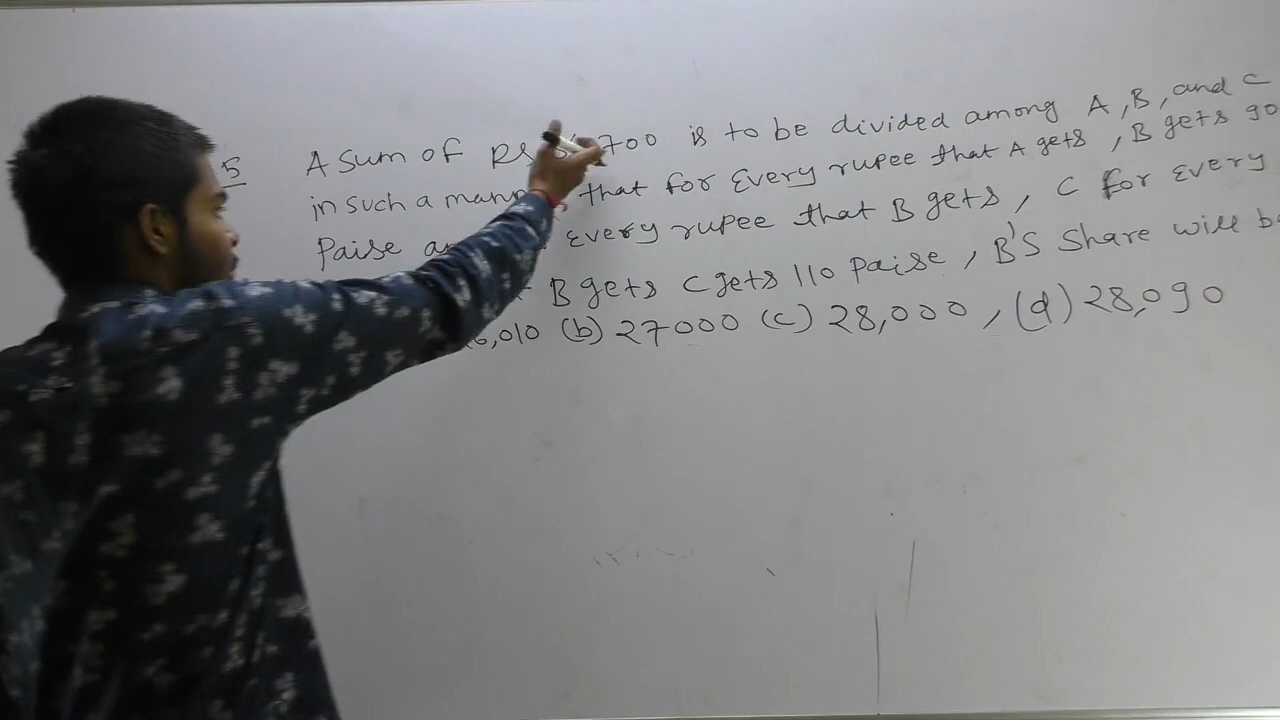 5 A sum of RS 700 is to be divided among A, B, and C
in such a mann that for every rupee that A gets, B gets 90
Paise every rupee that B gets, C for every
B gets C gets 110 paise, B's share will be
,010 (b) 27000 (c) 28,000, (d) 28,090